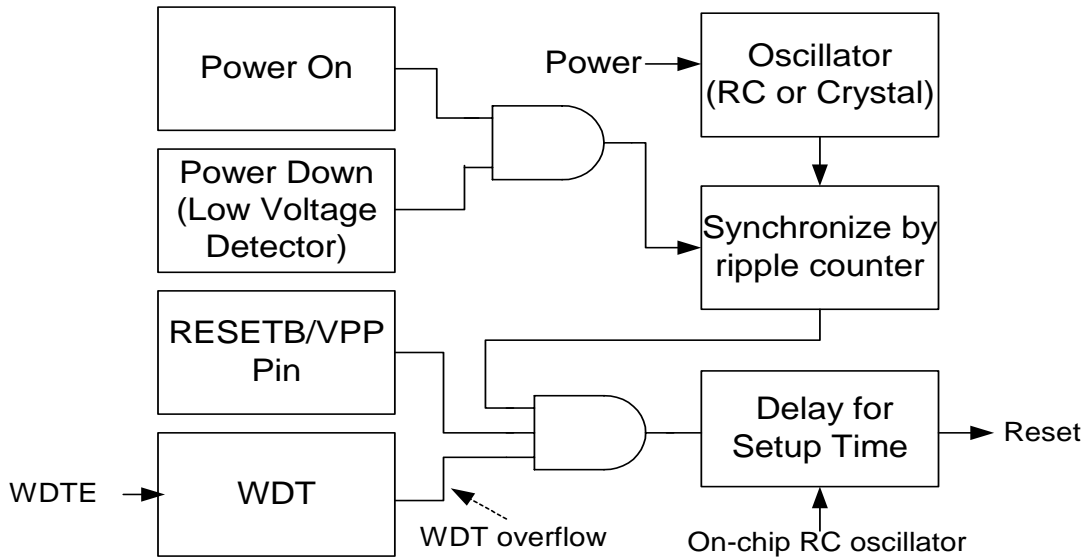 Power On
Power
Oscillator
(RC or Crystal)
Power Down
(Low Voltage
Detector)
Synchronize by
ripple counter
RESETB/VPP
Pin
Delay for
Setup Time
Reset
WDTE
WDT
WDT overflow
On-chip RC oscillator